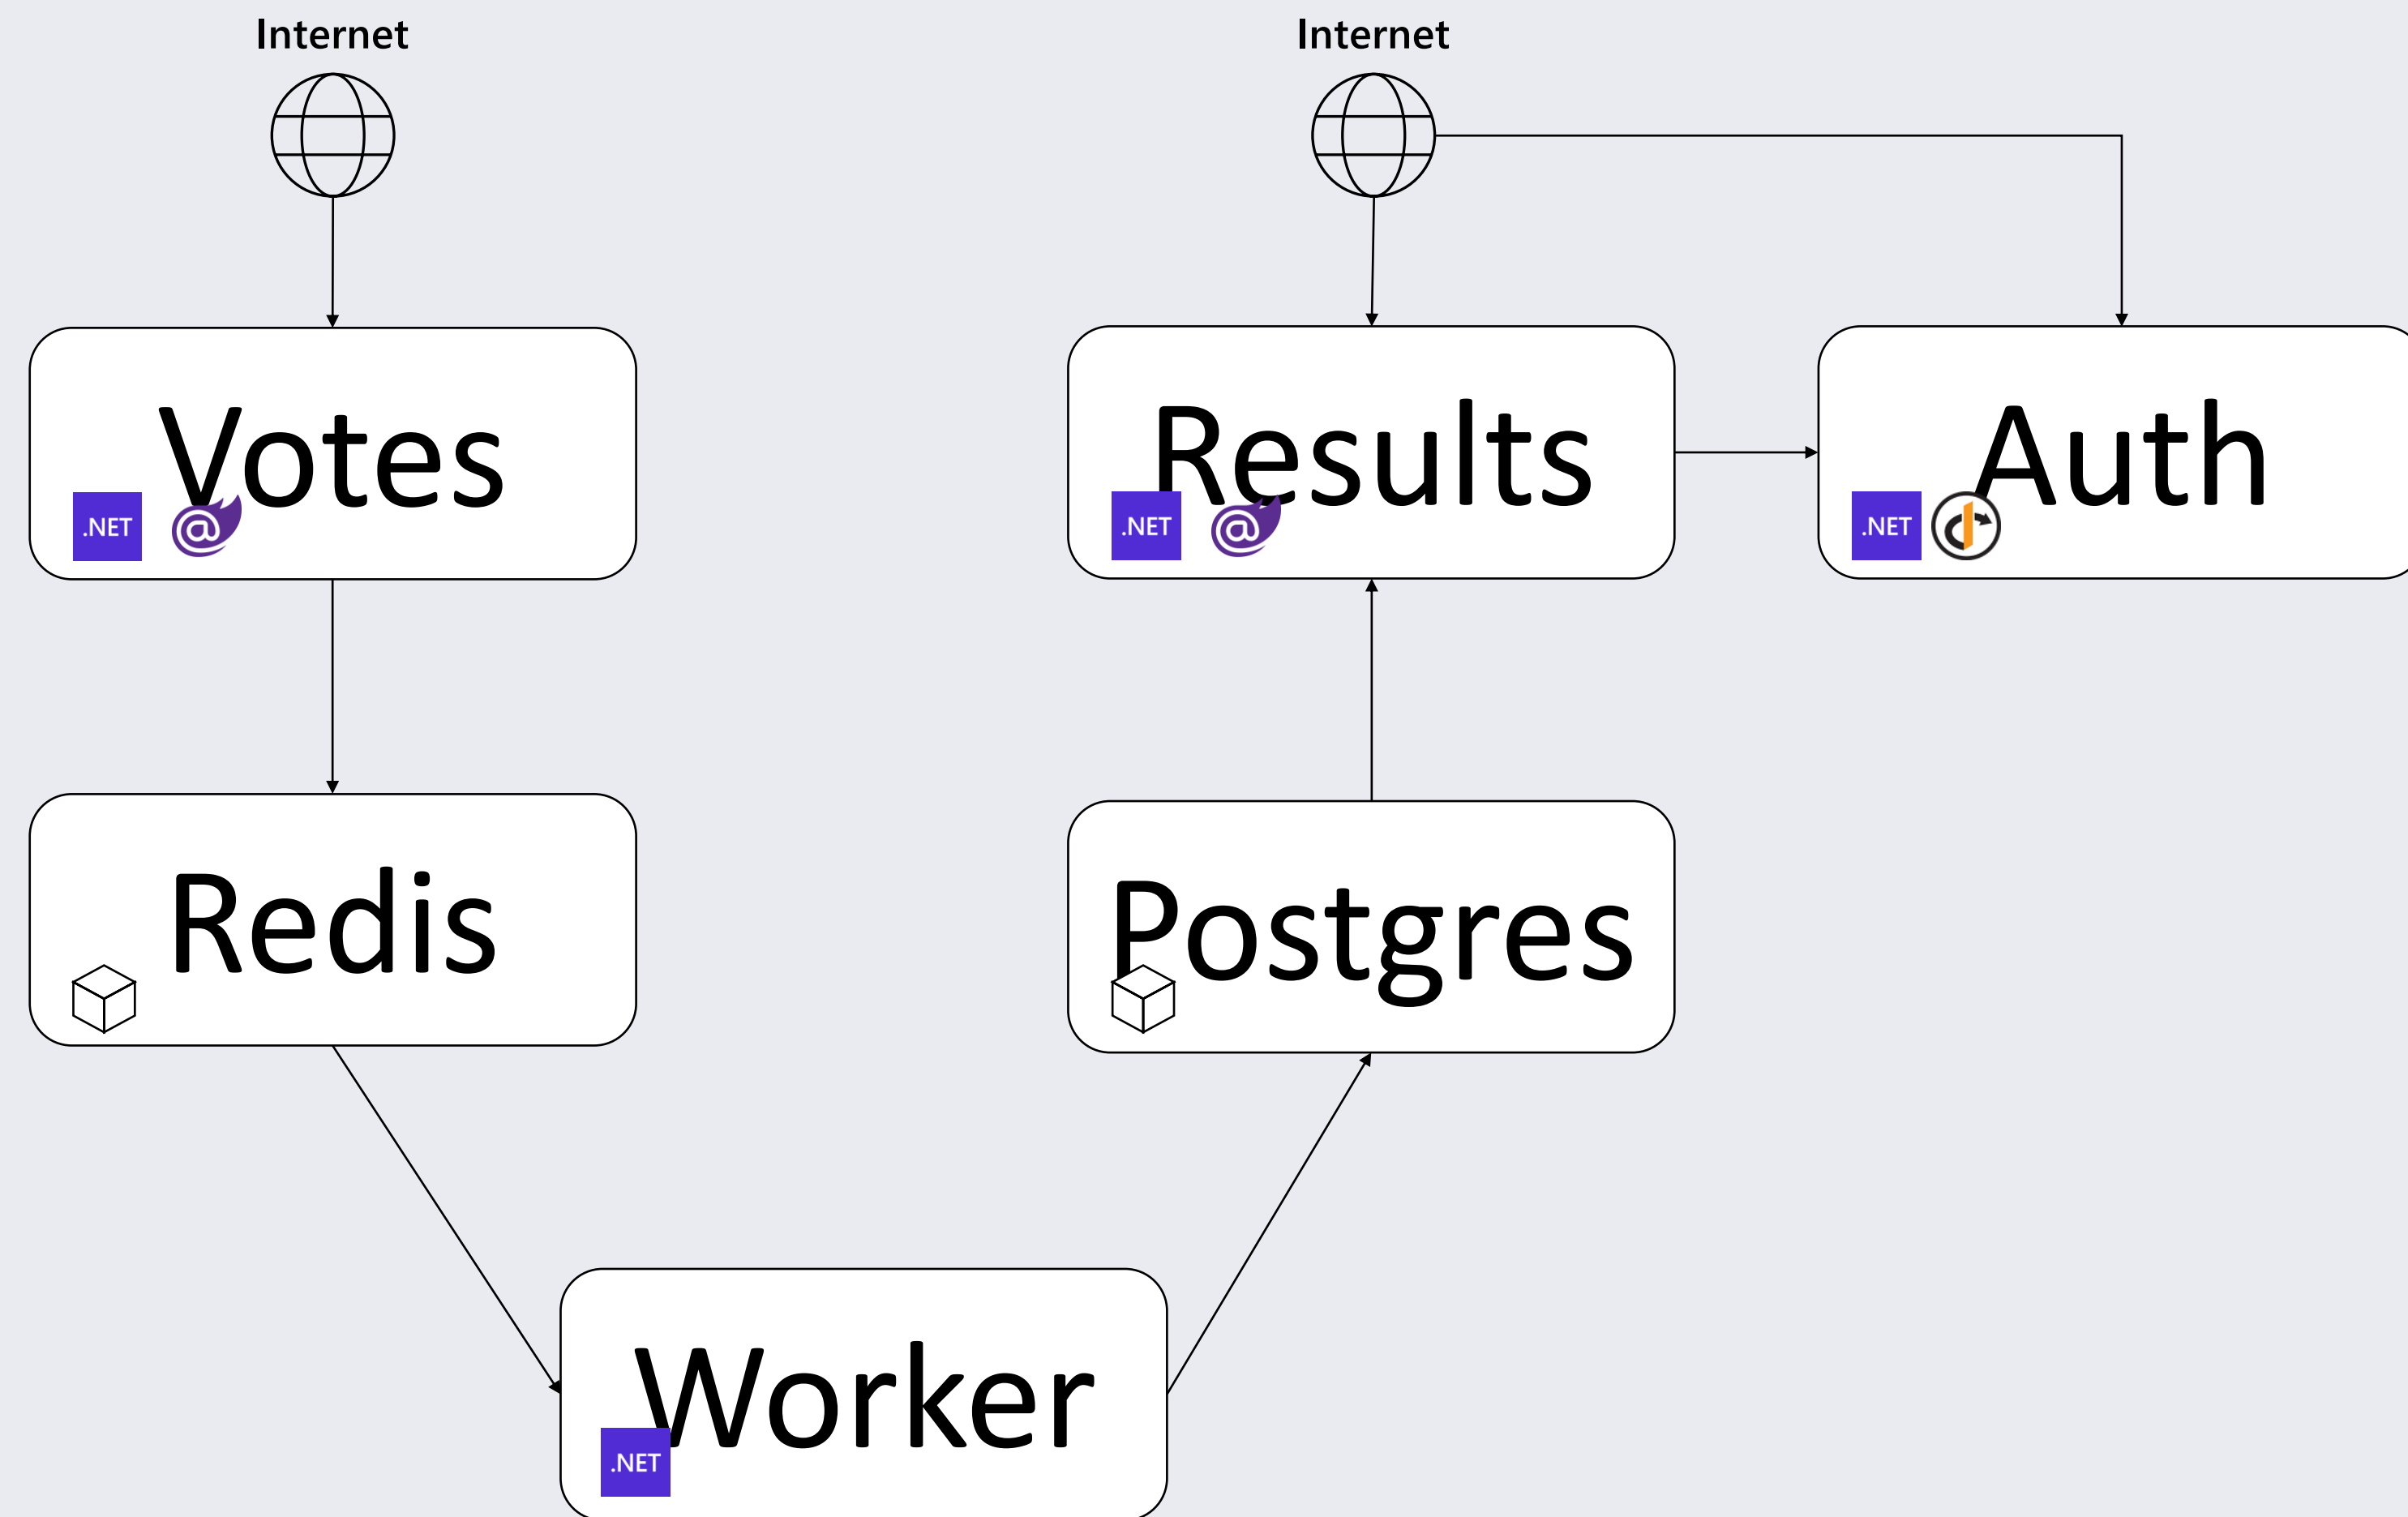 Internet
Internet
Votes
.NET
@
Results
.NET
@
Auth
.NET
Redis
Postgres
Worker
.NET